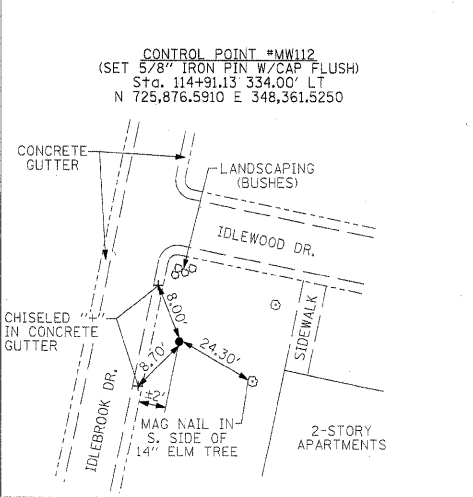 CONTROL POINT #MW112
(SET 5/8" IRON PIN W/CAP FLUSH)
Sta. 114+91.13 334.00' LT
N 725,876.5910 E 348,361.5250
CONCRETE
GUTTER
LANDSCAPING
(BUSHES)
IDLEWOOD DR.
CHISELED "+"
IN CONCRETE
GUTTER
8.00'
24.30'
8.70'
±2'
SIDEWALK
IDLEBROOK DR.
MAG NAIL IN
S. SIDE OF
14" ELM TREE
2-STORY
APARTMENTS